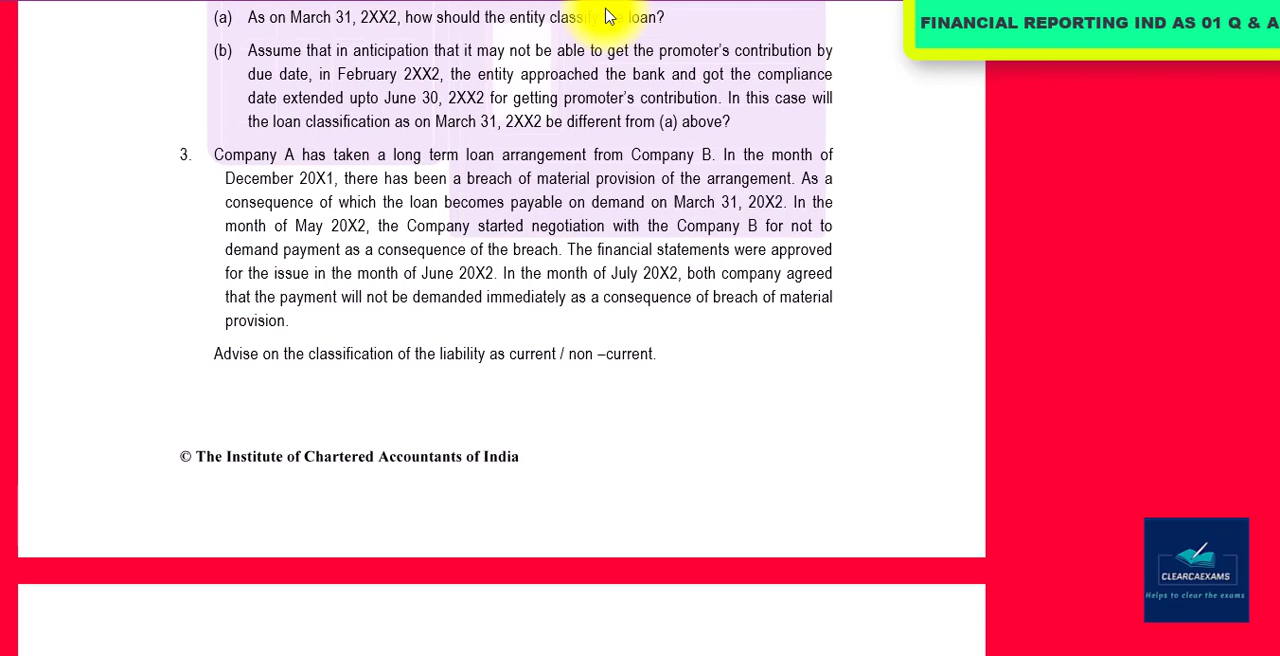 (a) As on March 31, 2XX2, how should the entity classify the loan?
(b) Assume that in anticipation that it may not be able to get the promoter's contribution by
due date, in February 2XX2, the entity approached the bank and got the compliance
date extended upto June 30, 2XX2 for getting promoter's contribution. In this case will
the loan classification as on March 31, 2XX2 be different from (a) above?
3. Company A has taken a long term loan arrangement from Company B. In the month of
December 20X1, there has been a breach of material provision of the arrangement. As a
consequence of which the loan becomes payable on demand on March 31, 20X2. In the
month of May 20X2, the Company started negotiation with the Company B for not to
demand payment as a consequence of the breach. The financial statements were approved
for the issue in the month of June 20X2. In the month of July 20X2, both company agreed
that the payment will not be demanded immediately as a consequence of breach of material
provision.
Advise on the classification of the liability as current / non –current.
© The Institute of Chartered Accountants of India
FINANCIAL REPORTING IND AS 01 Q & A
CLEARCAEXAMS
Helps to clear the exams